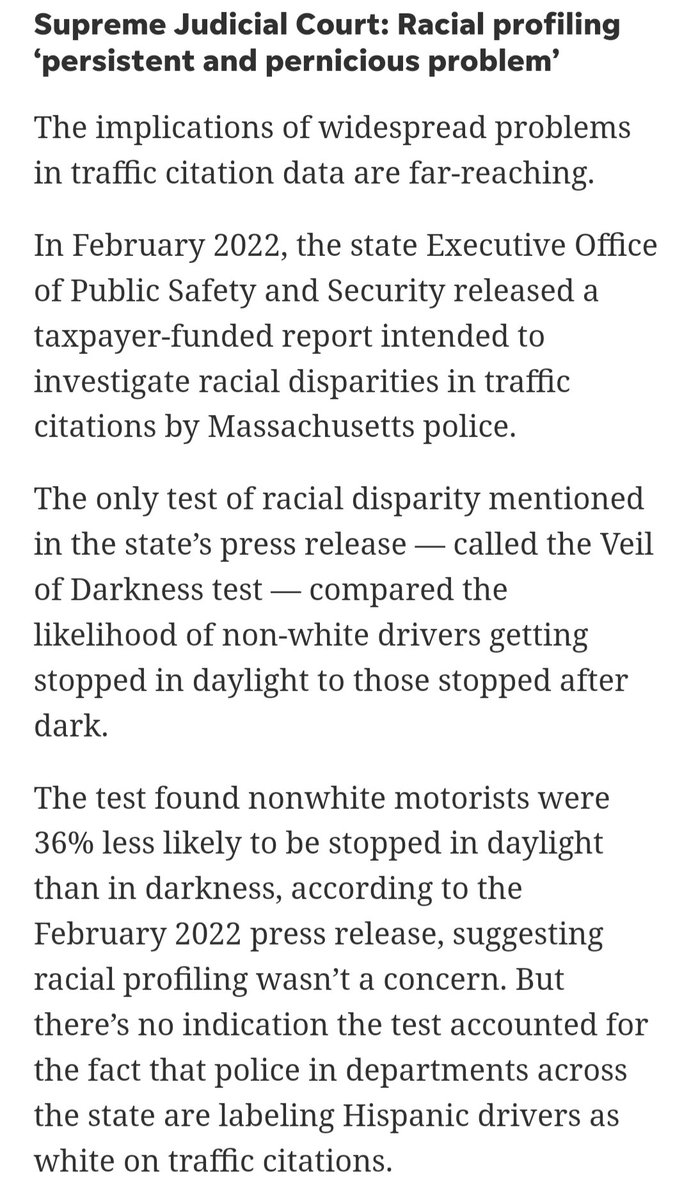 Supreme Judicial Court: Racial profiling
‘persistent and pernicious problem’
The implications of widespread problems
in traffic citation data are far-reaching.
In February 2022, the state Executive Office
of Public Safety and Security released a
taxpayer-funded report intended to
investigate racial disparities in traffic
citations by Massachusetts police.
The only test of racial disparity mentioned
in the state’s press release — called the Veil
of Darkness test — compared the
likelihood of non-white drivers getting
stopped in daylight to those stopped after
dark.
The test found nonwhite motorists were
36% less likely to be stopped in daylight
than in darkness, according to the
February 2022 press release, suggesting
racial profiling wasn’t a concern. But
there’s no indication the test accounted for
the fact that police in departments across
the state are labeling Hispanic drivers as
white on traffic citations.